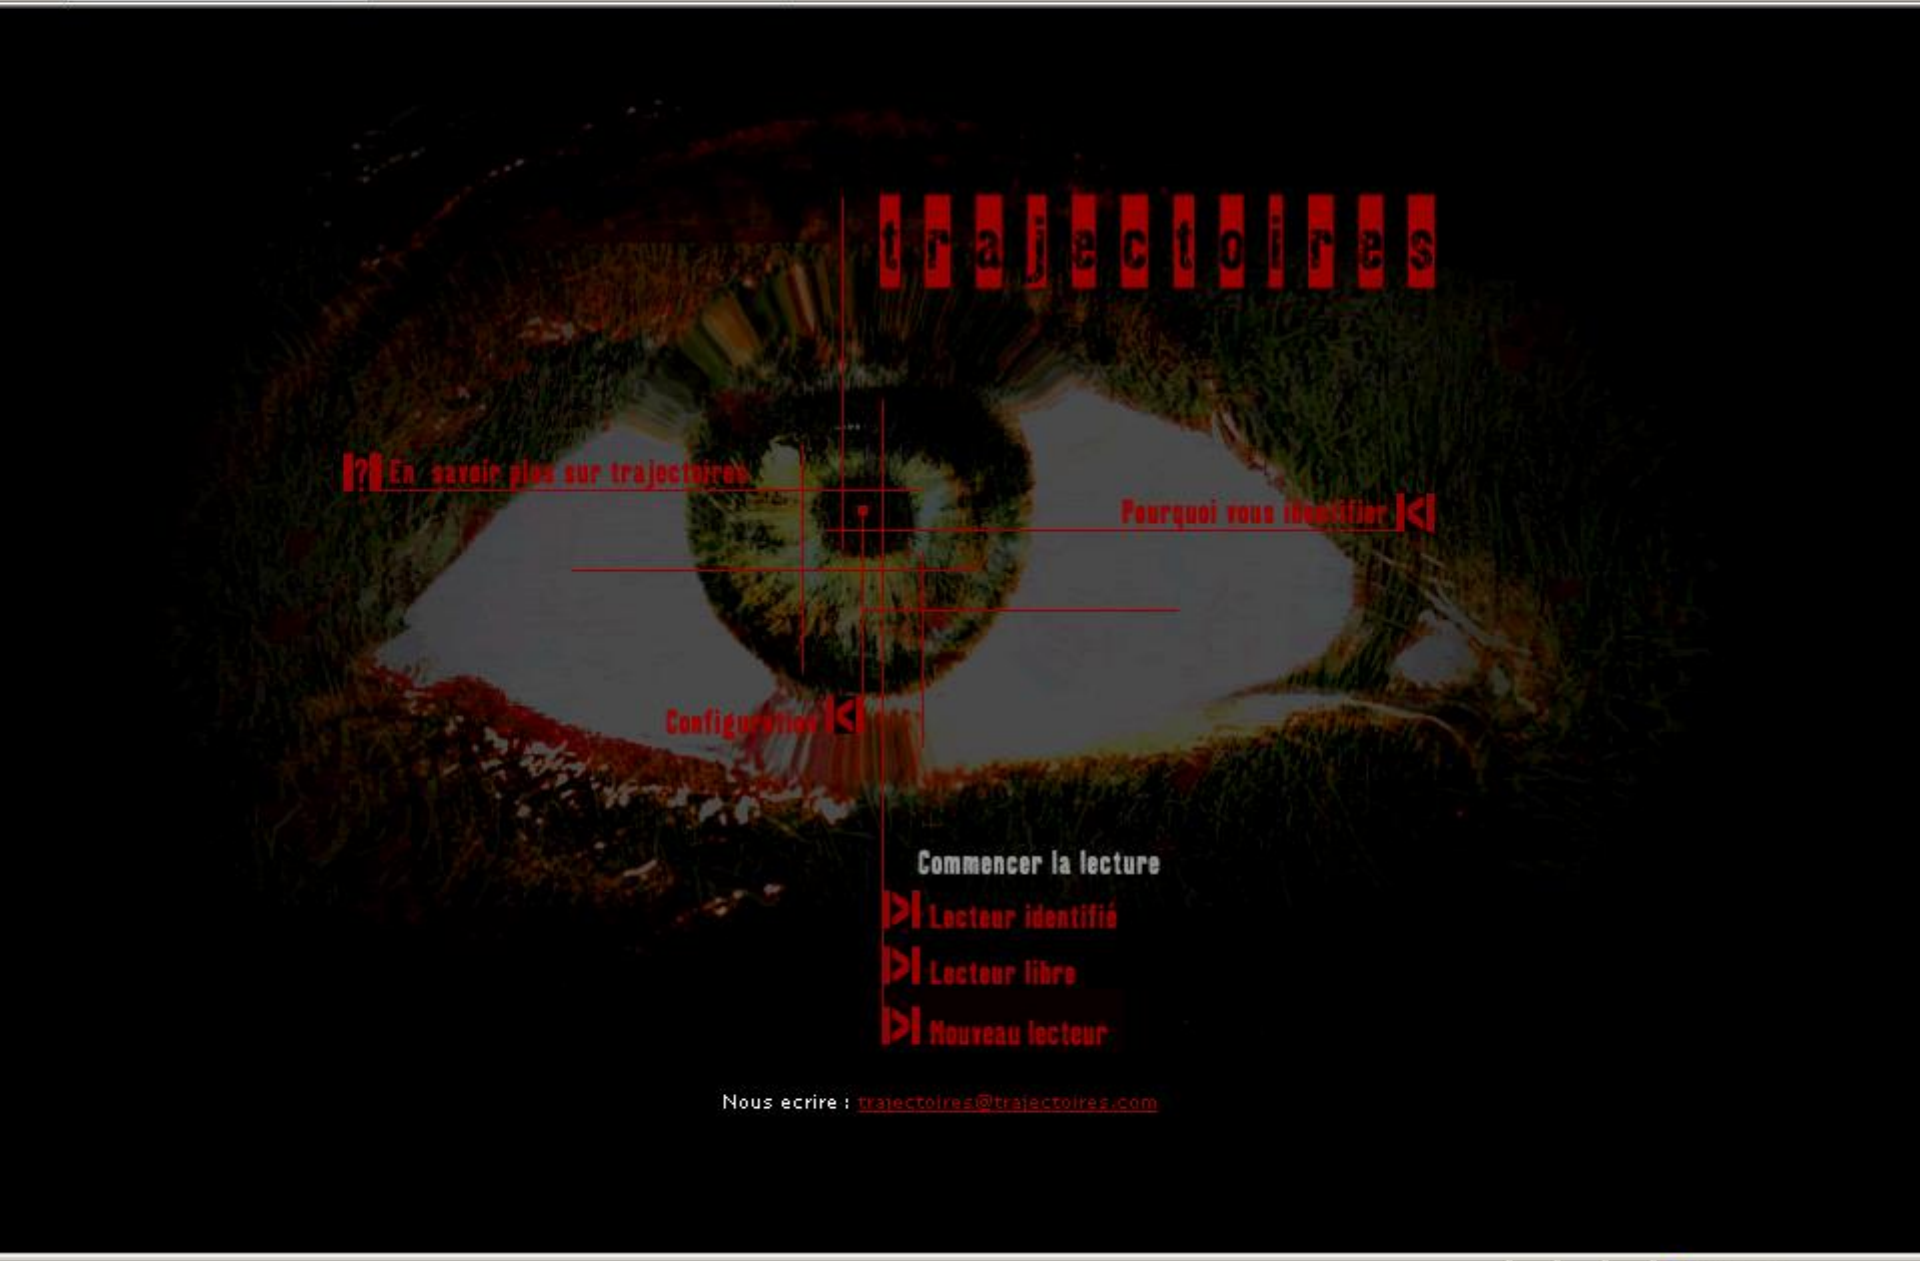 trajectoires
|?| En savoir plus sur trajectoires
Pourquoi vous identifier |<|
Configuration |<|
Commencer la lecture
|>| Lecteur identifié
|>| Lecteur libre
|>| Nouveau lecteur
Nous ecrire : trajectoires@trajectoires.com